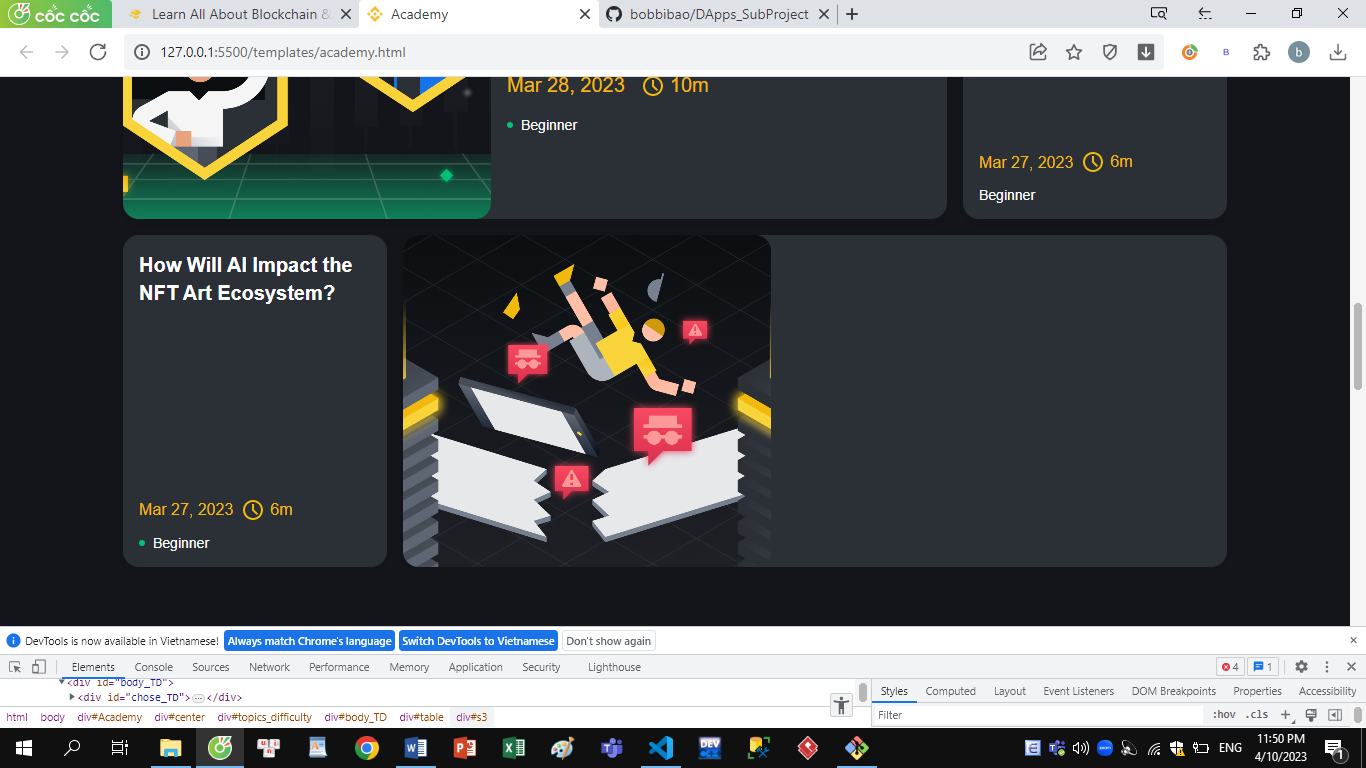 cốc cốc
Learn All About Blockchain &
Academy
bobbibao/DApps_SubProject
127.0.0.1:5500/templates/academy.html
B
b
Mar 28, 2023
10m
Beginner
Mar 27, 2023
6m
Beginner
How Will AI Impact the
NFT Art Ecosystem?
Mar 27, 2023
6m
Beginner
DevTools is now available in Vietnamese!
Always match Chrome's language
Switch DevTools to Vietnamese
Don't show again
Elements
Console
Sources
Network
Performance
Memory
Application
Security
Lighthouse
4
1
<div id="body_TD">
<div id="chose_TD">…</div>
html
body
div#Academy
div#center
div#topics_difficulty
div#body_TD
div#table
div#s3
Styles
Computed
Layout
Event Listeners
DOM Breakpoints
Properties
Accessibility
Filter
:hov
.cls
DEV
ENG
11:50 PM
4/10/2023
1